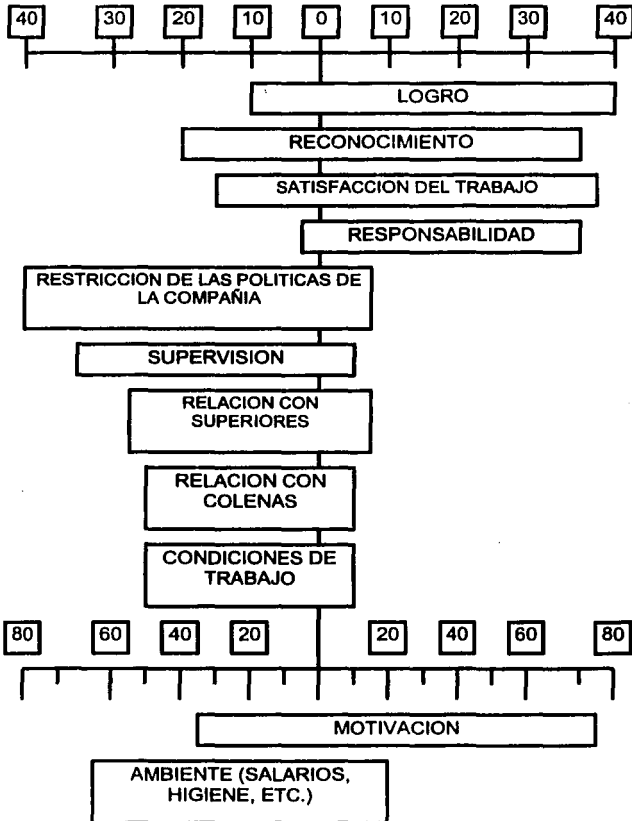 40 30 20 10 0 10 20 30 40
LOGRO
RECONOCIMIENTO
SATISFACCION DEL TRABAJO
RESPONSABILIDAD
RESTRICCION DE LAS POLITICAS DE
LA COMPAÑIA
SUPERVISION
RELACION CON
SUPERIORES
RELACION CON
COLENAS
CONDICIONES DE
TRABAJO
80 60 40 20 20 40 60 80
MOTIVACION
AMBIENTE (SALARIOS,
HIGIENE, ETC.)